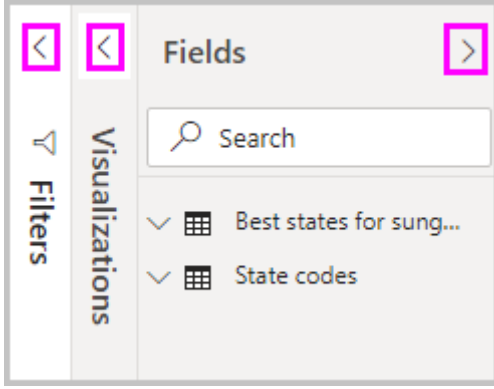 Filters
Visualizations
Fields
Search
Best states for sung...
State codes